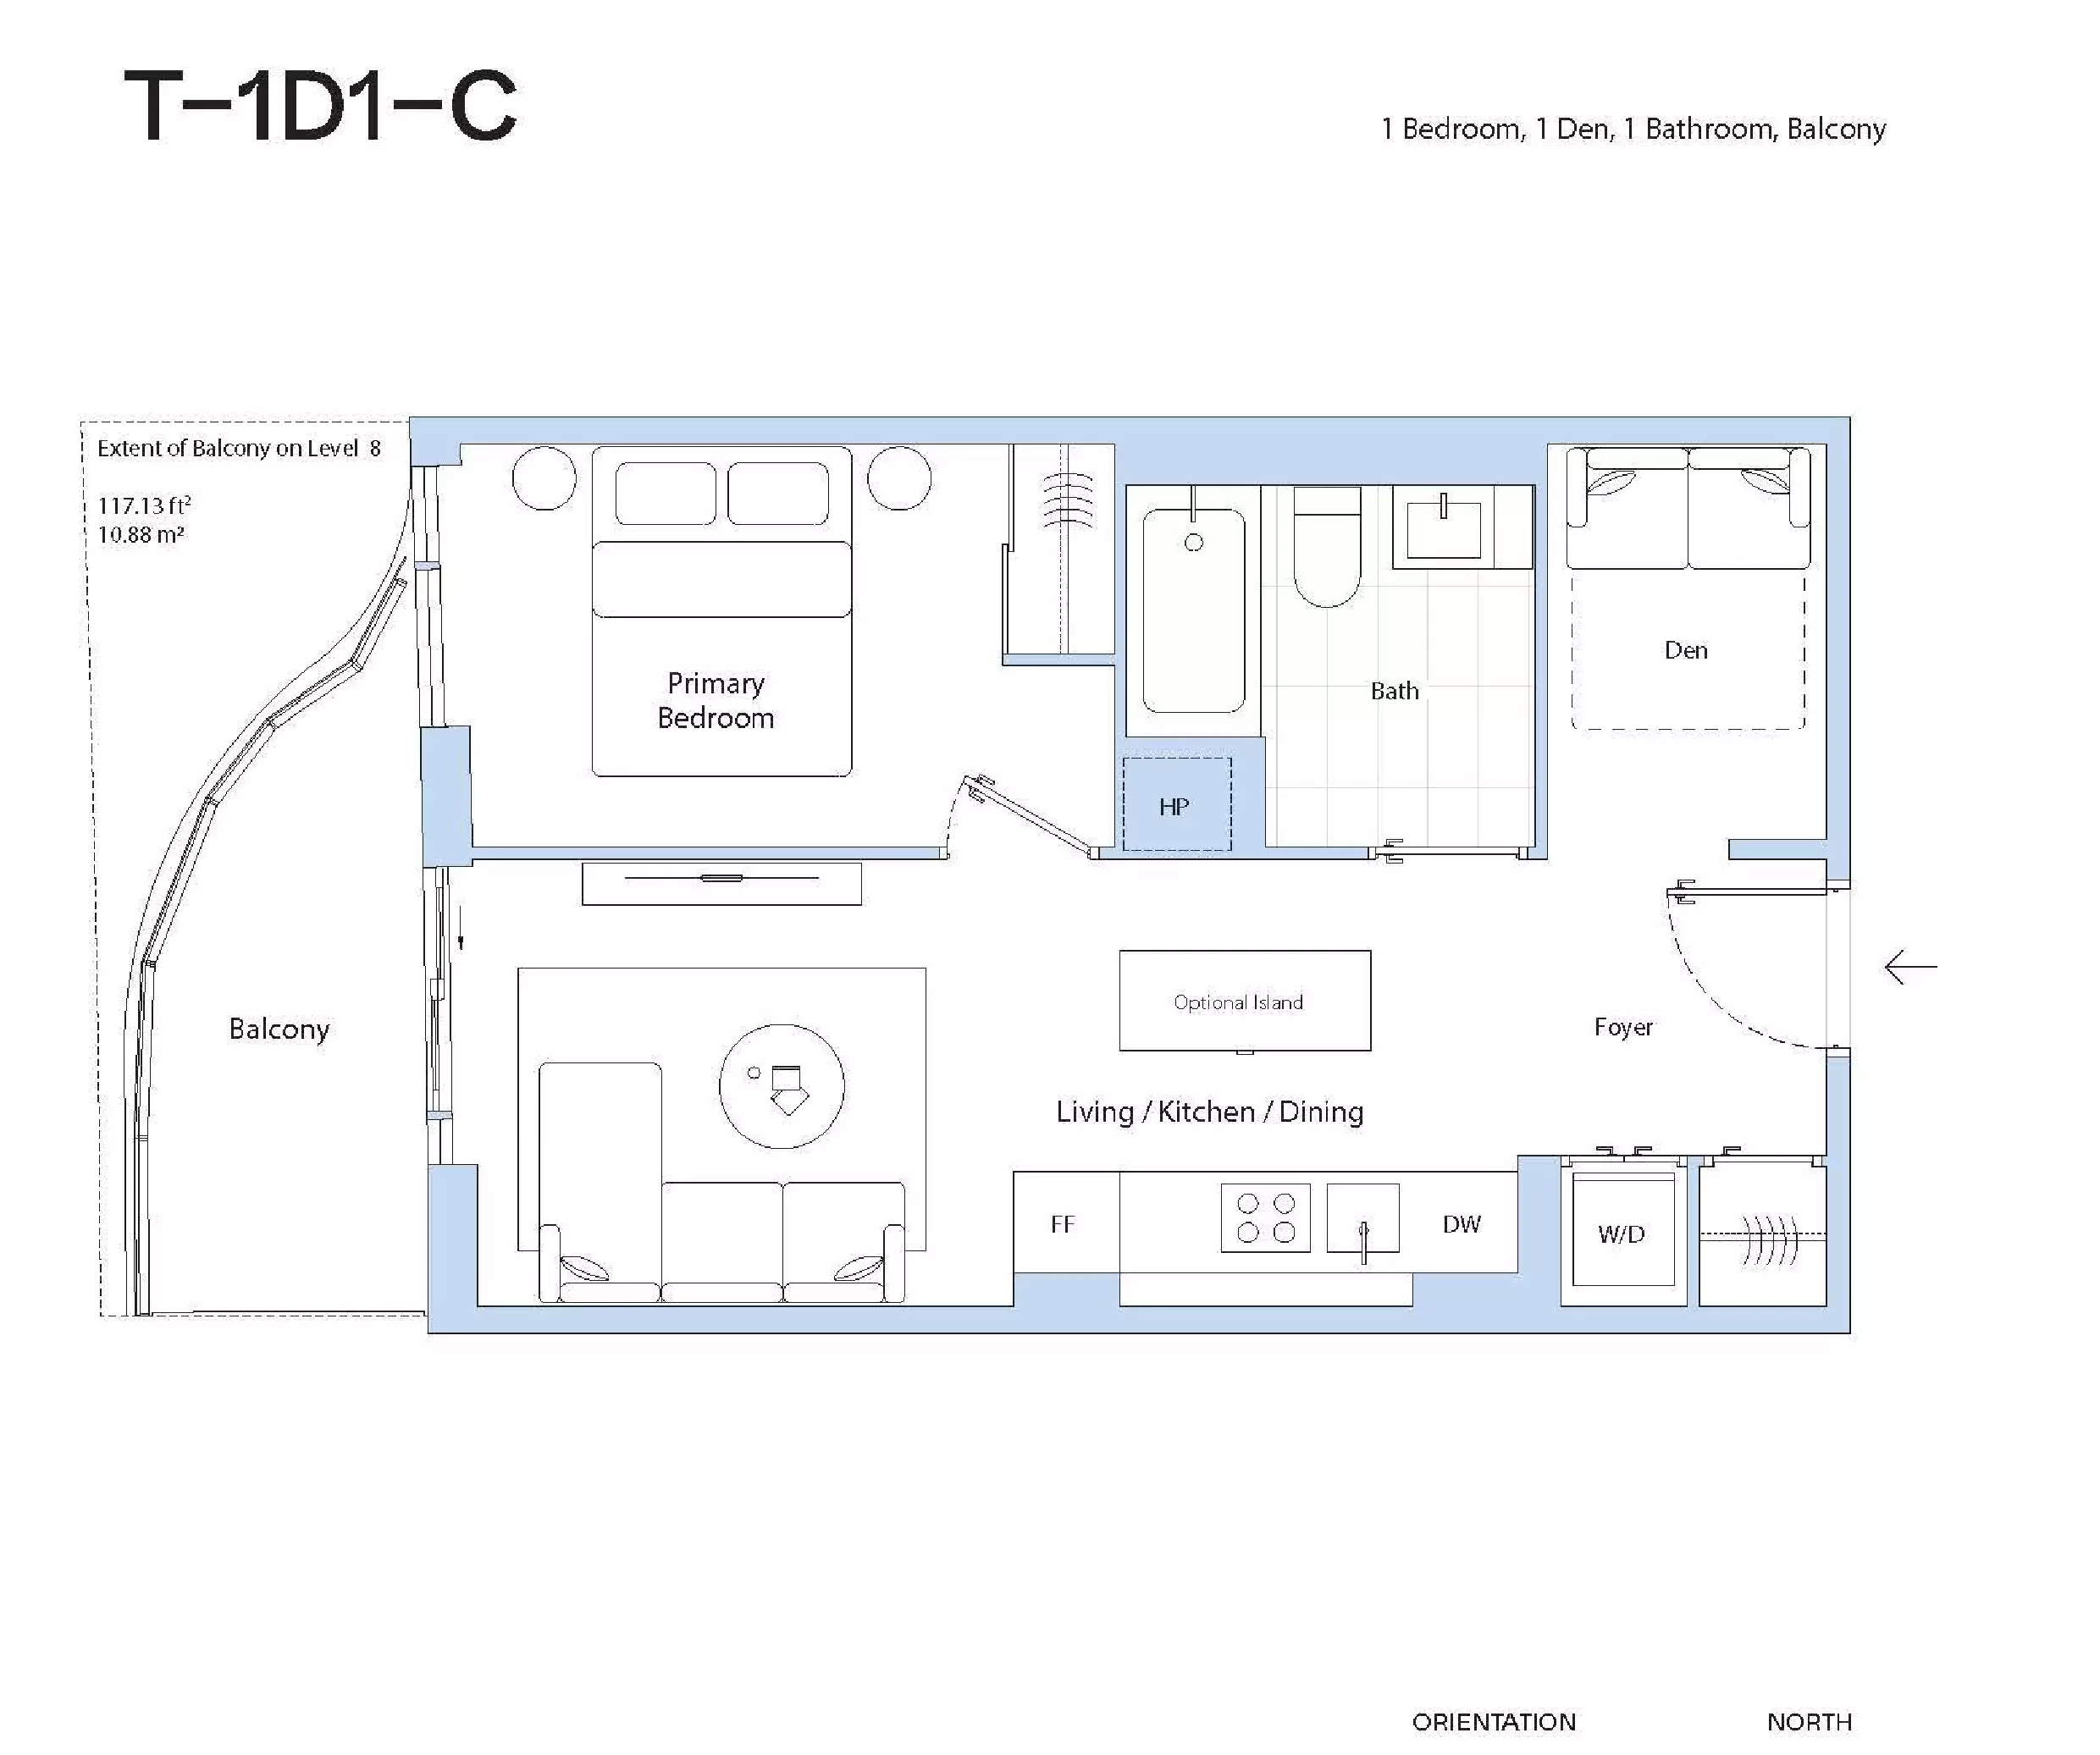 T–1D1–C
1 Bedroom, 1 Den, 1 Bathroom, Balcony
Extent of Balcony on Level 8
117.13 ft²
10.88 m²
Primary
Bedroom
Bath
Den
HP
Balcony
Optional Island
Foyer
Living / Kitchen / Dining
FF
DW
W/D
ORIENTATION
NORTH